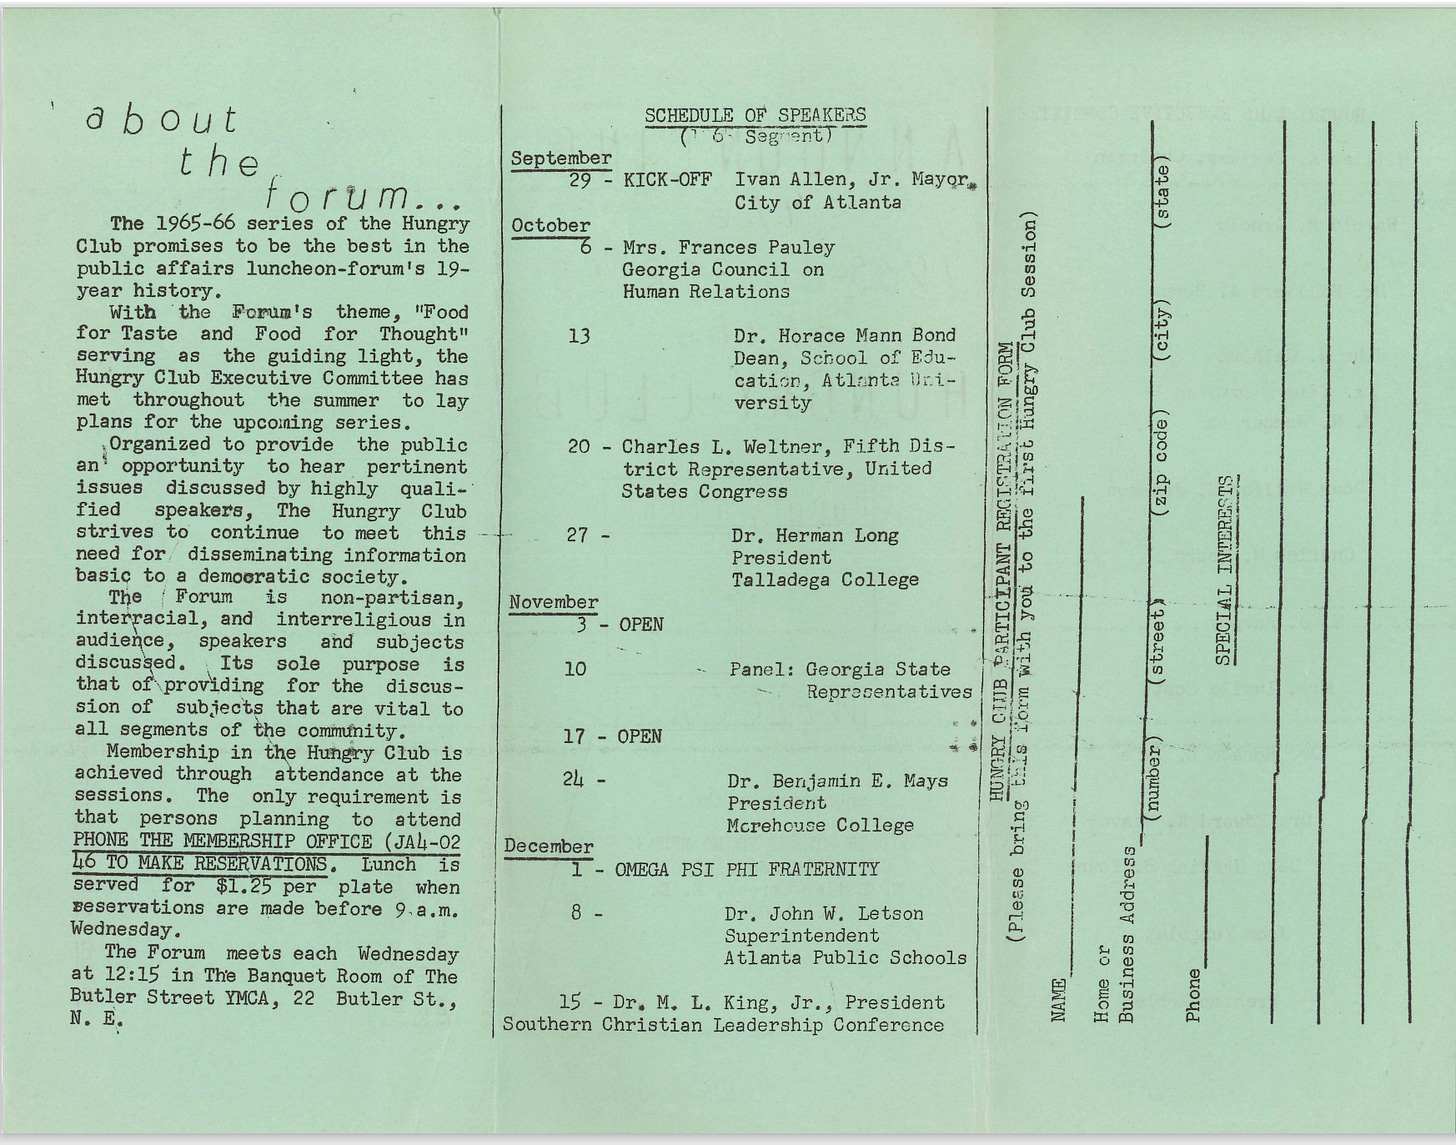 about
the
forum...
The 1965-66 series of the Hungry
Club promises to be the best in the
public affairs luncheon-forum's 19-
year history.
With the Forum's theme, "Food
for Taste and Food for Thought"
serving as the guiding light, the
Hungry Club Executive Committee has
met throughout the summer to lay
plans for the upcoming series.
Organized to provide the public
an opportunity to hear pertinent
issues discussed by highly quali-
fied speakers, The Hungry Club
strives to continue to meet this
need for disseminating information
basic to a democratic society.
The Forum is non-partisan,
interracial, and interreligious in
audience, speakers and subjects
discussed. Its sole purpose is
that of providing for the discus-
sion of subjects that are vital to
all segments of the community.
Membership in the Hungry Club is
achieved through attendance at the
sessions. The only requirement is
that persons planning to attend
PHONE THE MEMBERSHIP OFFICE (JA4-02
46 TO MAKE RESERVATIONS. Lunch is
served for $1.25 per plate when
reservations are made before 9 a.m.
Wednesday.
The Forum meets each Wednesday
at 12:15 in The Banquet Room of The
Butler Street YMCA, 22 Butler St.,
N. E.
SCHEDULE OF SPEAKERS
Segment)
September
29 - KICK-OFF Ivan Allen, Jr. Mayor
City of Atlanta
October
6 - Mrs. Frances Pauley
Georgia Council on
Human Relations
13 Dr. Horace Mann Bond
Dean, School of Edu-
cation, Atlanta Uni-
versity
20 - Charles L. Weltner, Fifth Dis-
trict Representative, United
States Congress
27 - Dr. Herman Long
President
Talladega College
November
3 - OPEN
10 Panel: Georgia State
Representatives
17 - OPEN
24 - Dr. Benjamin E. Mays
President
Morehouse College
December
1 - OMEGA PSI PHI FRATERNITY
8 - Dr. John W. Letson
Superintendent
Atlanta Public Schools
15 - Dr. M. L. King, Jr., President
Southern Christian Leadership Conference
HUNGRY CLUB PARTICIPANT REGISTRATION FORM
(Please bring this form with you to the first Hungry Club Session)
NAME
Home or
Business Address
(number) (street) (zip code) (city) (state)
Phone
SPECIAL INTERESTS